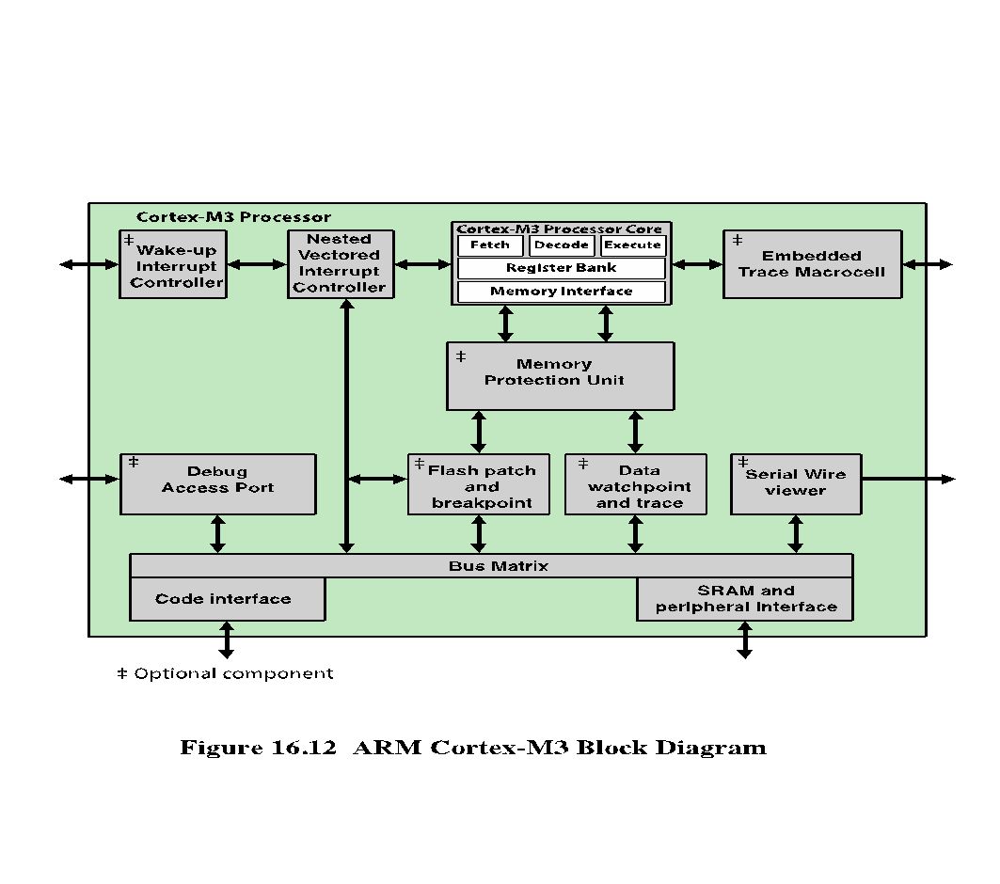 Cortex-M3 Processor
‡
Wake-up
Interrupt
Controller
Nested
Vectored
Interrupt
Controller
Cortex-M3 Processor Core
Fetch
Decode
Execute
Register Bank
Memory Interface
‡
Embedded
Trace Macrocell
‡
Memory
Protection Unit
‡
Debug
Access Port
‡
Flash patch
and
breakpoint
‡
Data
watchpoint
and trace
‡
Serial Wire
viewer
Bus Matrix
Code interface
SRAM and
peripheral interface
‡ Optional component
Figure 16.12 ARM Cortex-M3 Block Diagram